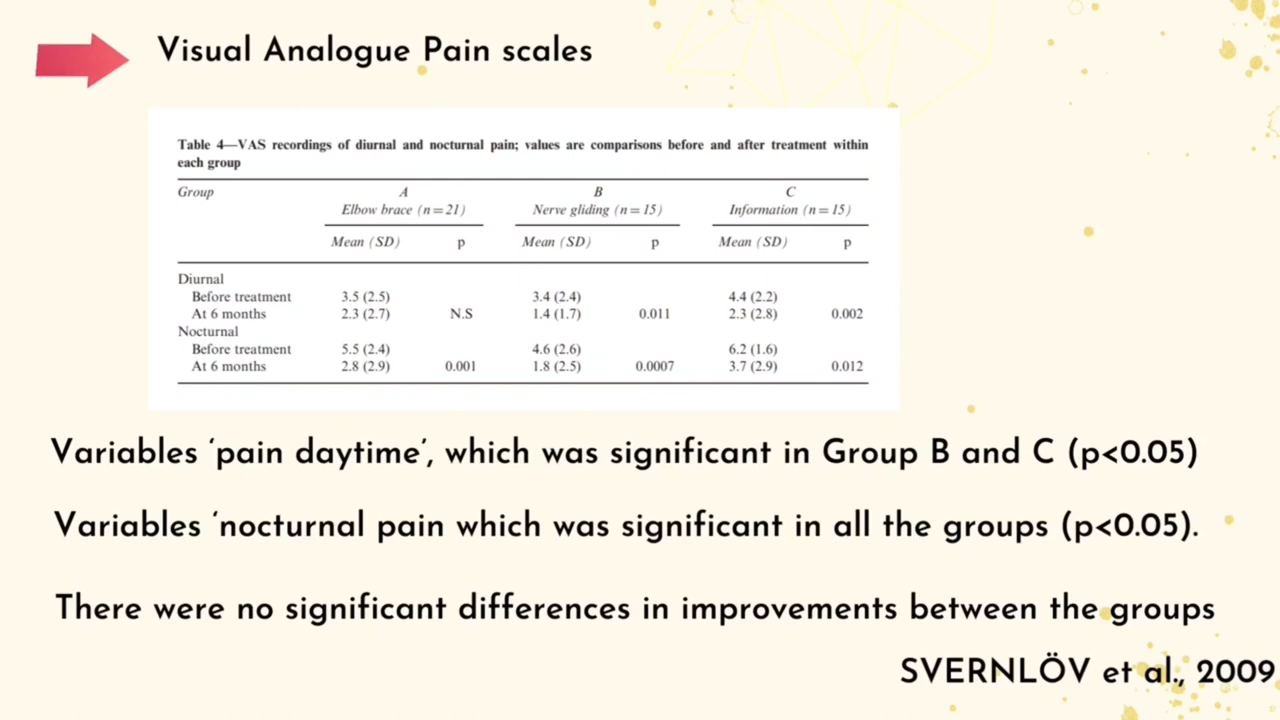 Visual Analogue Pain scales
Table 4—VAS recordings of diurnal and nocturnal pain; values are comparisons before and after treatment within
each group
Group A B C
Elbow brace (n=21) Nerve gliding (n=15) Information (n=15)
Mean (SD) p Mean (SD) p Mean (SD) p
Diurnal
Before treatment 3.5 (2.5) 3.4 (2.4) 4.4 (2.2)
At 6 months 2.3 (2.7) N.S 1.4 (1.7) 0.011 2.3 (2.8) 0.002
Nocturnal
Before treatment 5.5 (2.4) 4.6 (2.6) 6.2 (1.6)
At 6 months 2.8 (2.9) 0.001 1.8 (2.5) 0.0007 3.7 (2.9) 0.012
Variables ‘pain daytime’, which was significant in Group B and C (p<0.05)
Variables ‘nocturnal pain which was significant in all the groups (p<0.05).
There were no significant differences in improvements between the groups
SVERNLÖV et al., 2009